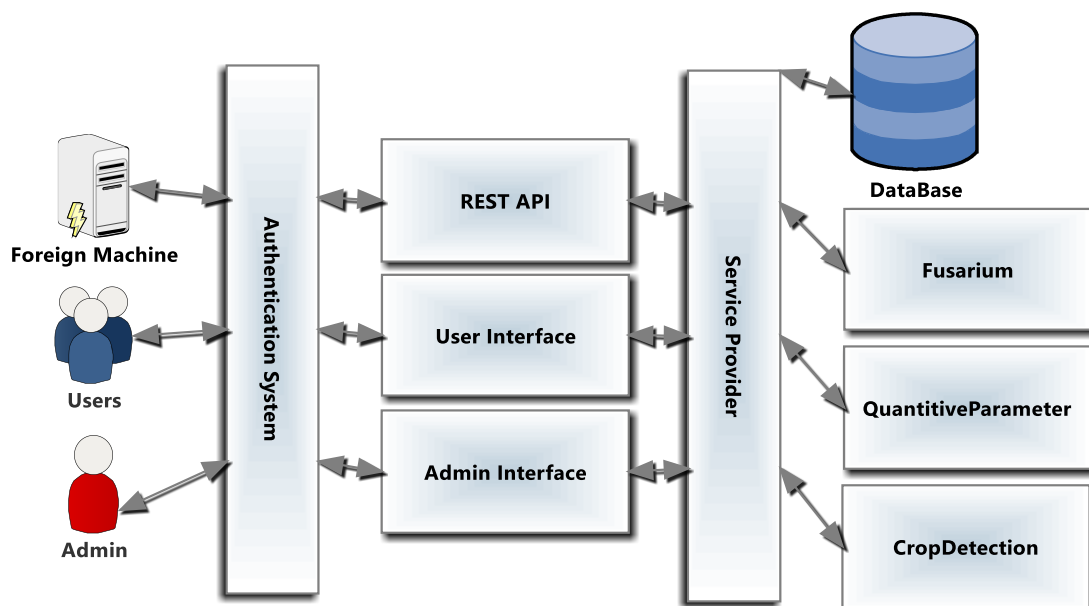 Foreign Machine
Users
Admin
Authentication System
REST API
User Interface
Admin Interface
Service Provider
DataBase
Fusarium
QuantitiveParameter
CropDetection